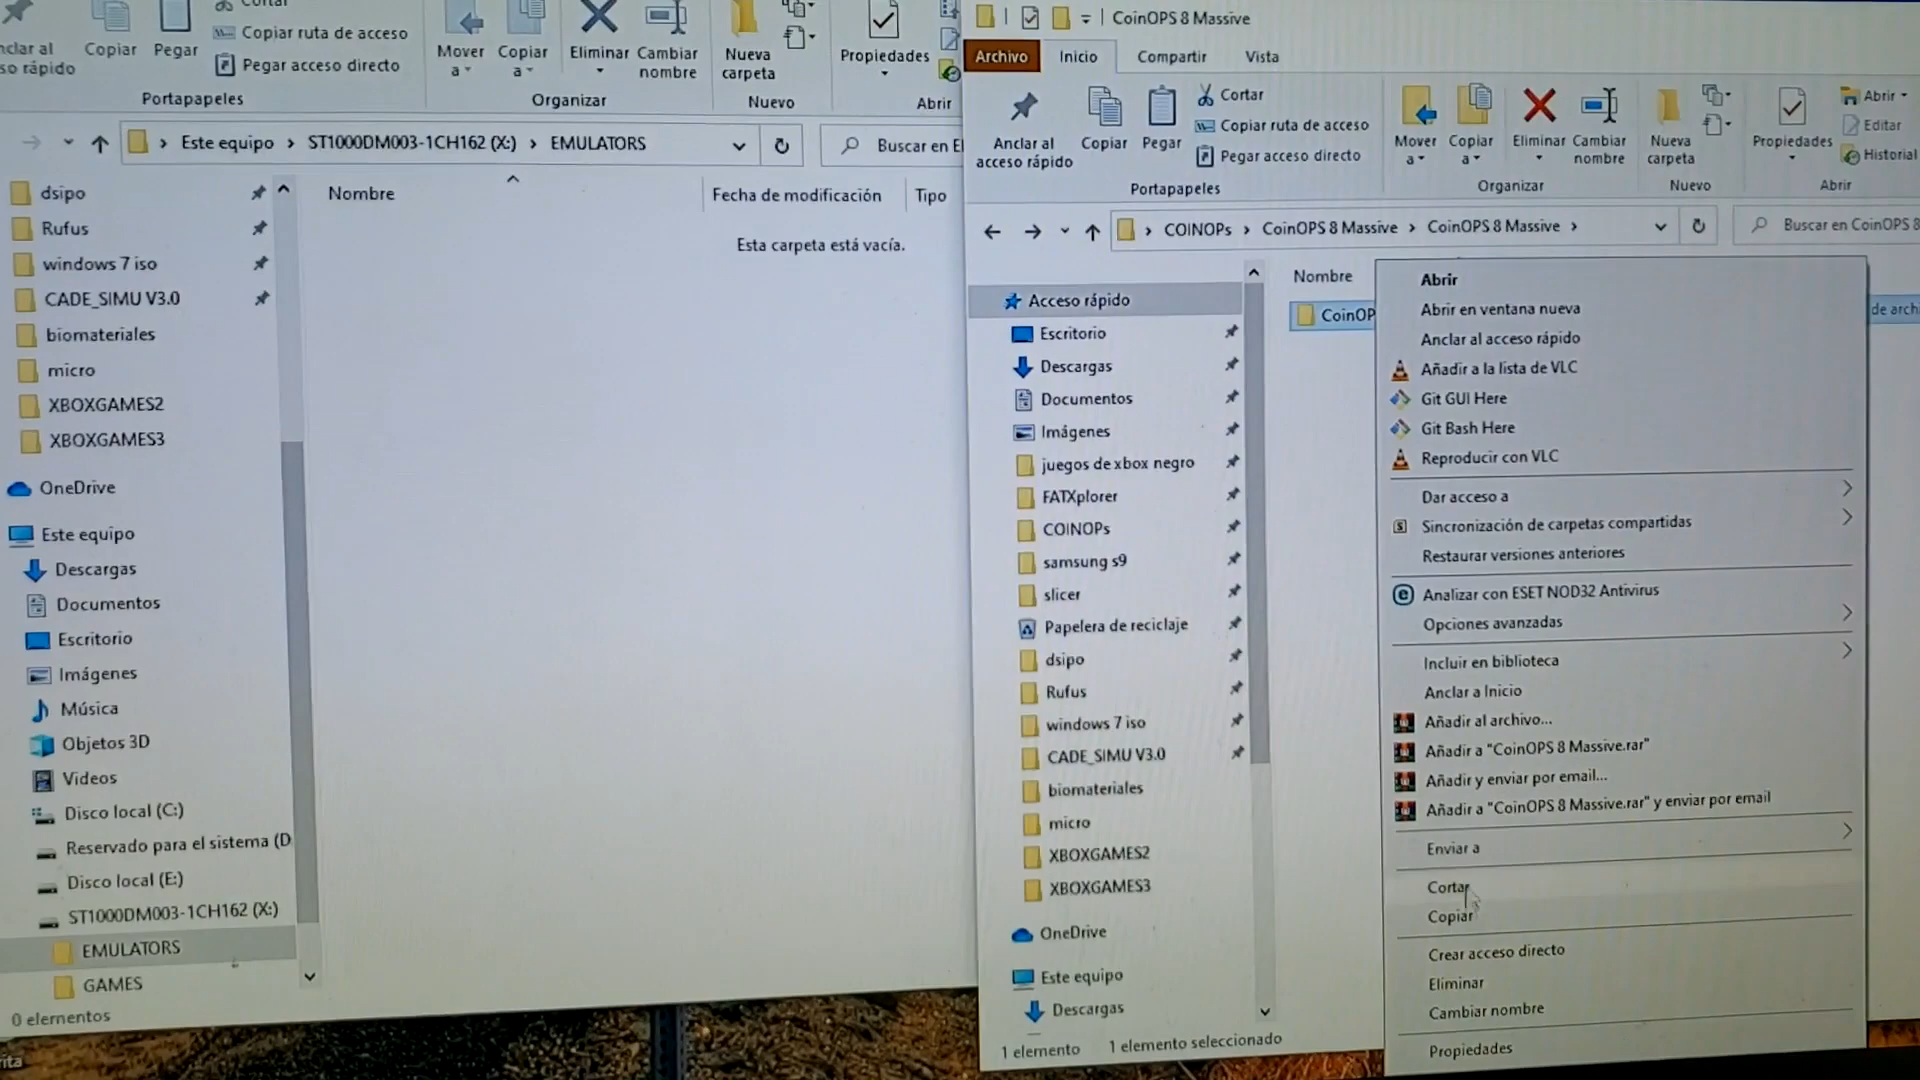 Cortar
Copiar
Pegar
Copiar ruta de acceso
Pegar acceso directo
Portapapeles
Mover a
Copiar a
Eliminar
Cambiar nombre
Organizar
Nueva carpeta
Nuevo
Propiedades
Abrir
Este equipo > ST1000DM003-1CH162 (X:) > EMULATORS
Buscar en El
Nombre
Fecha de modificación
Tipo
Esta carpeta está vacía.
dsipo
Rufus
windows 7 iso
CADE_SIMU V3.0
biomateriales
micro
XBOXGAMES2
XBOXGAMES3
OneDrive
Este equipo
Descargas
Documentos
Escritorio
Imágenes
Música
Objetos 3D
Videos
Disco local (C:)
Reservado para el sistema (D
Disco local (E:)
ST1000DM003-1CH162 (X:)
EMULATORS
GAMES
0 elementos
CoinOPS 8 Massive
Archivo
Inicio
Compartir
Vista
Anclar al acceso rápido
Copiar
Pegar
Cortar
Copiar ruta de acceso
Pegar acceso directo
Portapapeles
Mover a
Copiar a
Eliminar
Cambiar nombre
Organizar
Nueva carpeta
Nuevo
Propiedades
Abrir
Editar
Historial
Abrir
COINOPs > CoinOPS 8 Massive > CoinOPS 8 Massive >
Buscar en CoinOPS 8
Nombre
CoinOP
de arch
Acceso rápido
Escritorio
Descargas
Documentos
Imágenes
juegos de xbox negro
FATXplorer
COINOPs
samsung s9
slicer
Papelera de reciclaje
dsipo
Rufus
windows 7 iso
CADE_SIMU V3.0
biomateriales
micro
XBOXGAMES2
XBOXGAMES3
OneDrive
Este equipo
Descargas
1 elemento
1 elemento seleccionado
Abrir
Abrir en ventana nueva
Anclar al acceso rápido
Añadir a la lista de VLC
Git GUI Here
Git Bash Here
Reproducir con VLC
Dar acceso a
Sincronización de carpetas compartidas
Restaurar versiones anteriores
Analizar con ESET NOD32 Antivirus
Opciones avanzadas
Incluir en biblioteca
Anclar a Inicio
Añadir al archivo...
Añadir a "CoinOPS 8 Massive.rar"
Añadir y enviar por email...
Añadir a "CoinOPS 8 Massive.rar" y enviar por email
Enviar a
Cortar
Copiar
Crear acceso directo
Eliminar
Cambiar nombre
Propiedades